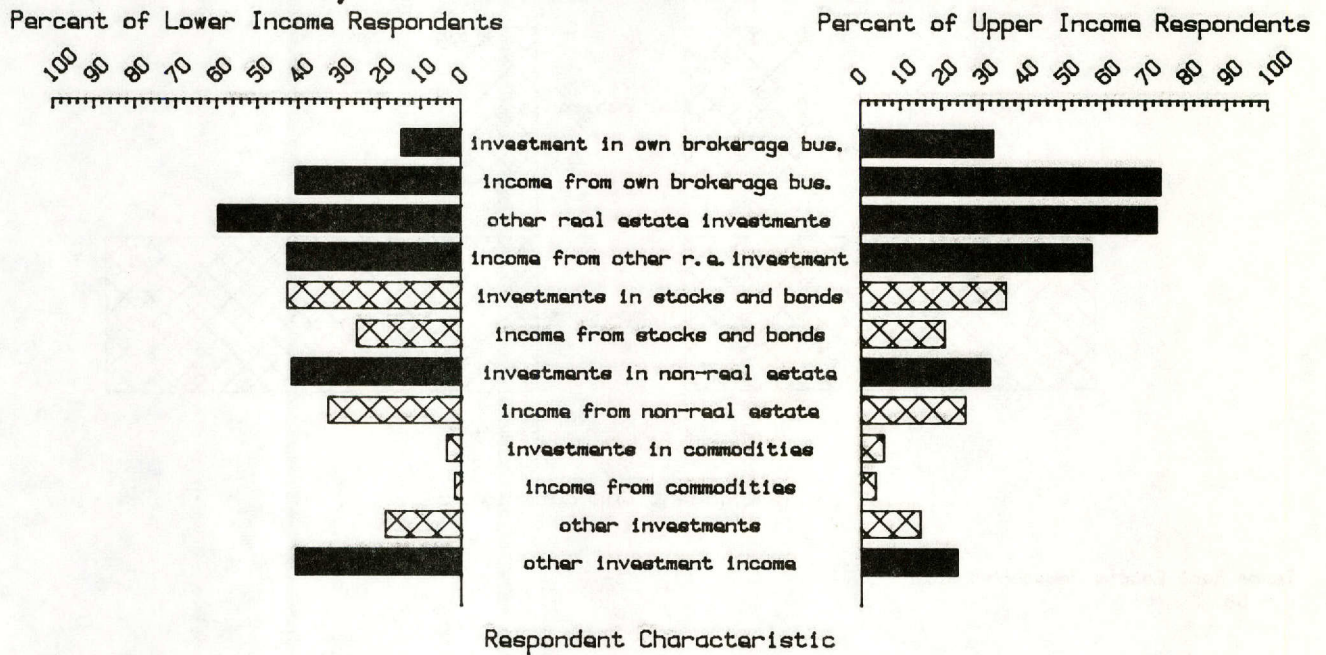 Percent of Lower Income Respondents
Percent of Upper Income Respondents
100 90 80 70 60 50 40 30 20 10 0
0 10 20 30 40 50 60 70 80 90 100
investment in own brokerage bus.
income from own brokerage bus.
other real estate investments
income from other r.e.investment
investments in stocks and bonds
income from stocks and bonds
investments in non-real estate
income from non-real estate
investments in commodities
income from commodities
other investments
other investment income
Respondent Characteristic